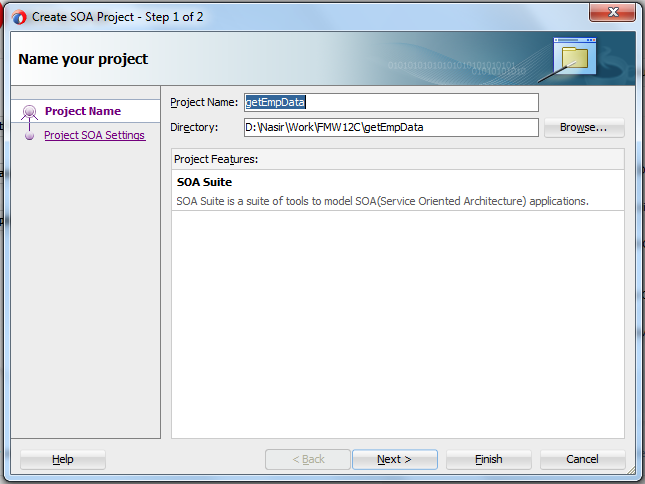 Create SOA Project - Step 1 of 2
Name your project
0101010101010101010101010101
01010101010
Project Name
Project SOA Settings
Project Name: getEmpData
Directory: D:\Nasir\Work\FMW12C\getEmpData Browse...
Project Features:
SOA Suite
SOA Suite is a suite of tools to model SOA(Service Oriented Architecture) applications.
Help < Back Next > Finish Cancel